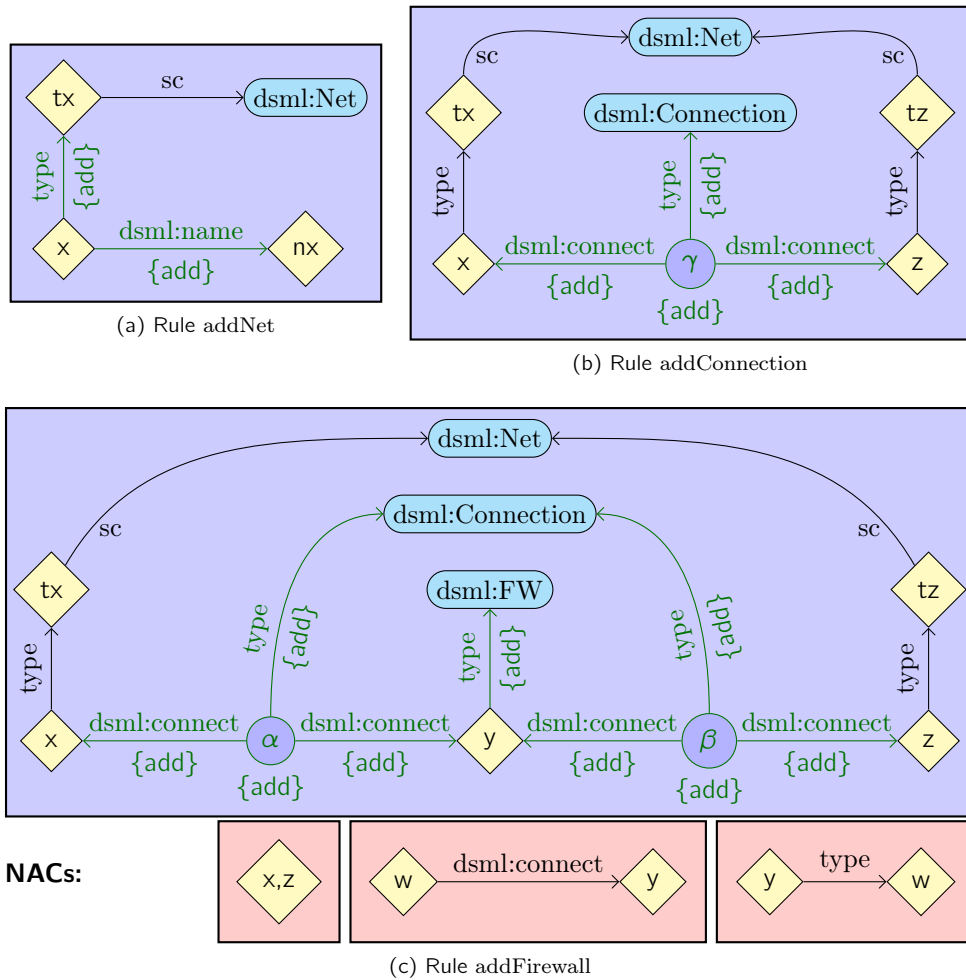 tx
sc
dsml:Net
type
{add}
x
dsml:name
{add}
nx
(a) Rule addNet
dsml:Net
sc
sc
tx
dsml:Connection
tz
type
type
{add}
type
x
dsml:connect
{add}
γ
{add}
dsml:connect
{add}
z
(b) Rule addConnection
dsml:Net
sc
sc
dsml:Connection
tx
dsml:FW
tz
type
type
{add}
type
{add}
type
{add}
type
x
dsml:connect
{add}
α
{add}
dsml:connect
{add}
y
dsml:connect
{add}
β
{add}
dsml:connect
{add}
z
NACs:
x,z
w
dsml:connect
y
y
type
w
(c) Rule addFirewall